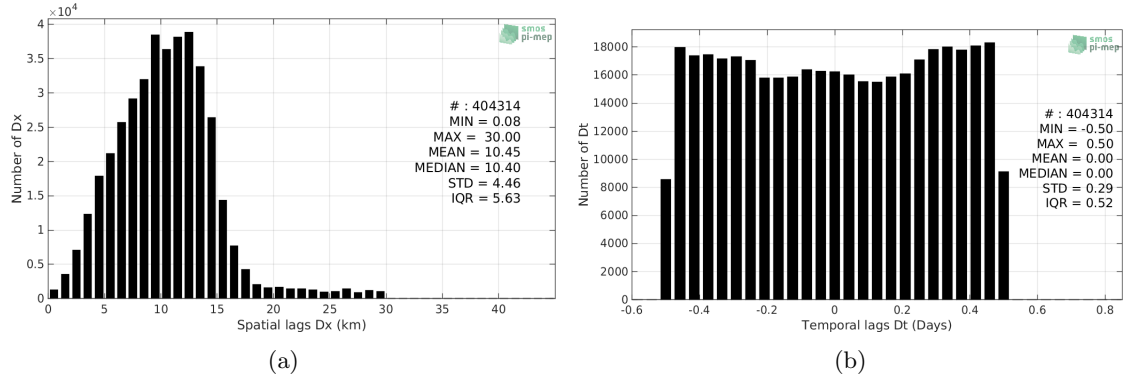 ×10⁴
4
3.5
3
2.5
2
1.5
1
0.5
0
Number of Dx
smos
pi-mep
# : 404314
MIN = 0.08
MAX = 30.00
MEAN = 10.45
MEDIAN = 10.40
STD = 4.46
IQR = 5.63
0 5 10 15 20 25 30 35 40
Spatial lags Dx (km)
(a)
18000
16000
14000
12000
10000
8000
6000
4000
2000
0
Number of Dt
smos
pi-mep
# : 404314
MIN = -0.50
MAX = 0.50
MEAN = 0.00
MEDIAN = 0.00
STD = 0.29
IQR = 0.52
-0.6 -0.4 -0.2 0 0.2 0.4 0.6 0.8
Temporal lags Dt (Days)
(b)